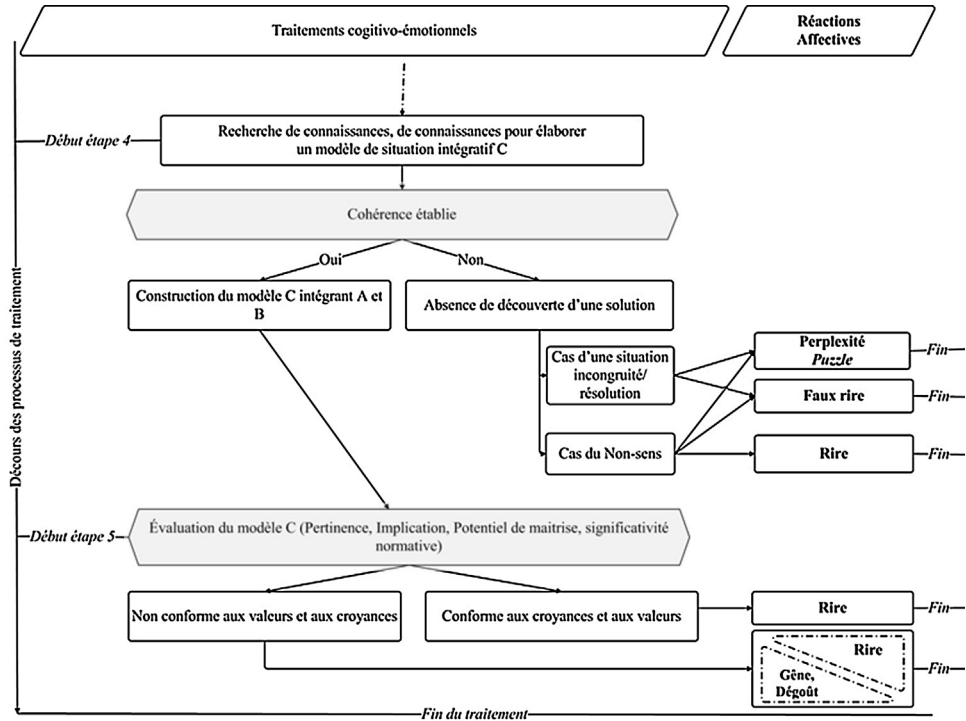 Traitements cogitivo-émotionnels
Réactions
Affectives
Début étape 4
Recherche de connaissances, de connaissances pour élaborer
un modèle de situation intégratif C
Cohérence établie
Oui
Non
Construction du modèle C intégrant A et
B
Absence de découverte d’une solution
Cas d’une situation
incongruité/
résolution
Perplexité
Puzzle
Fin
Faux rire
Fin
Cas du Non-sens
Rire
Fin
Décours des processus de traitement
Début étape 5
Évaluation du modèle C (Pertinence, Implication, Potentiel de maitrise, significativité
normative)
Non conforme aux valeurs et aux croyances
Conforme aux croyances et aux valeurs
Rire
Fin
Rire
Gêne,
Dégoût
Fin
Fin du traitement